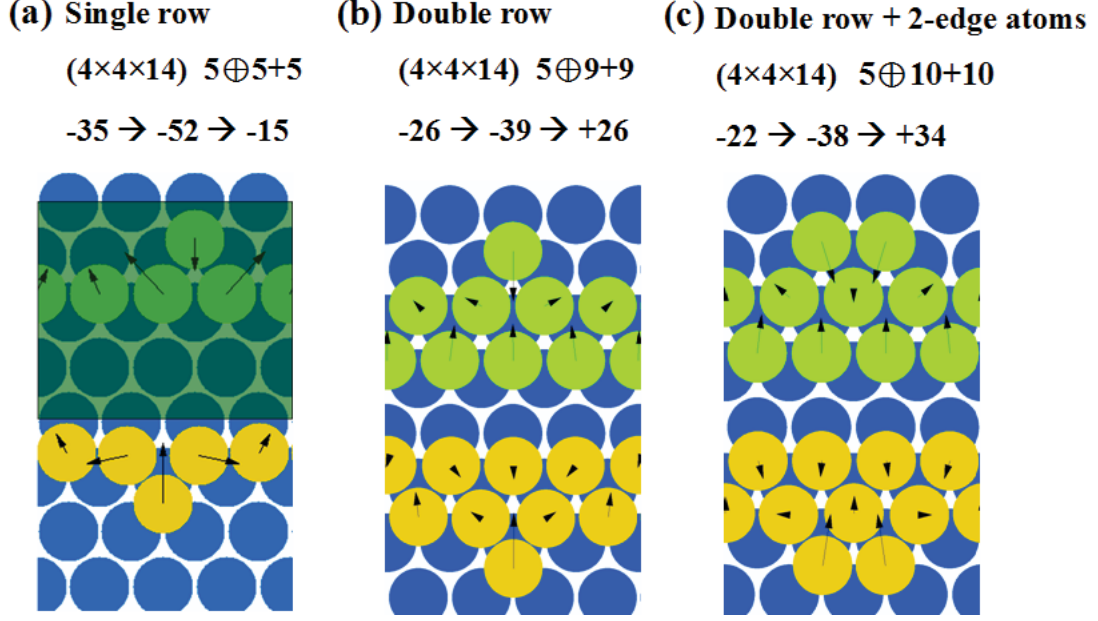 (a) Single row
(4×4×14) 5⊕5+5
-35 → -52 → -15
(b) Double row
(4×4×14) 5⊕9+9
-26 → -39 → +26
(c) Double row + 2-edge atoms
(4×4×14) 5⊕10+10
-22 → -38 → +34